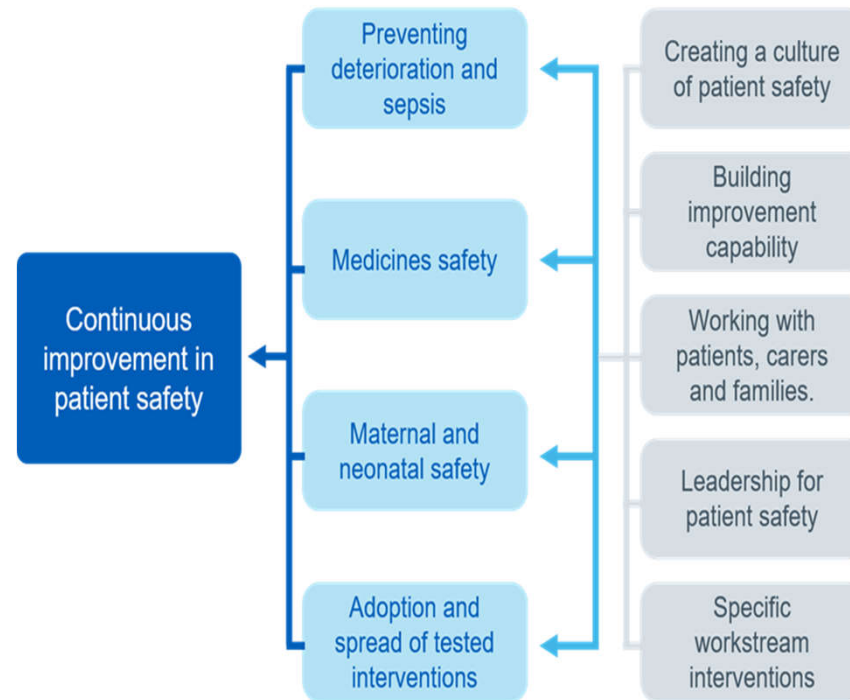 Preventing
deterioration and
sepsis
Medicines safety
Maternal and
neonatal safety
Adoption and
spread of tested
interventions
Continuous
improvement in
patient safety
Creating a culture
of patient safety
Building
improvement
capability
Working with
patients, carers
and families.
Leadership for
patient safety
Specific
workstream
interventions